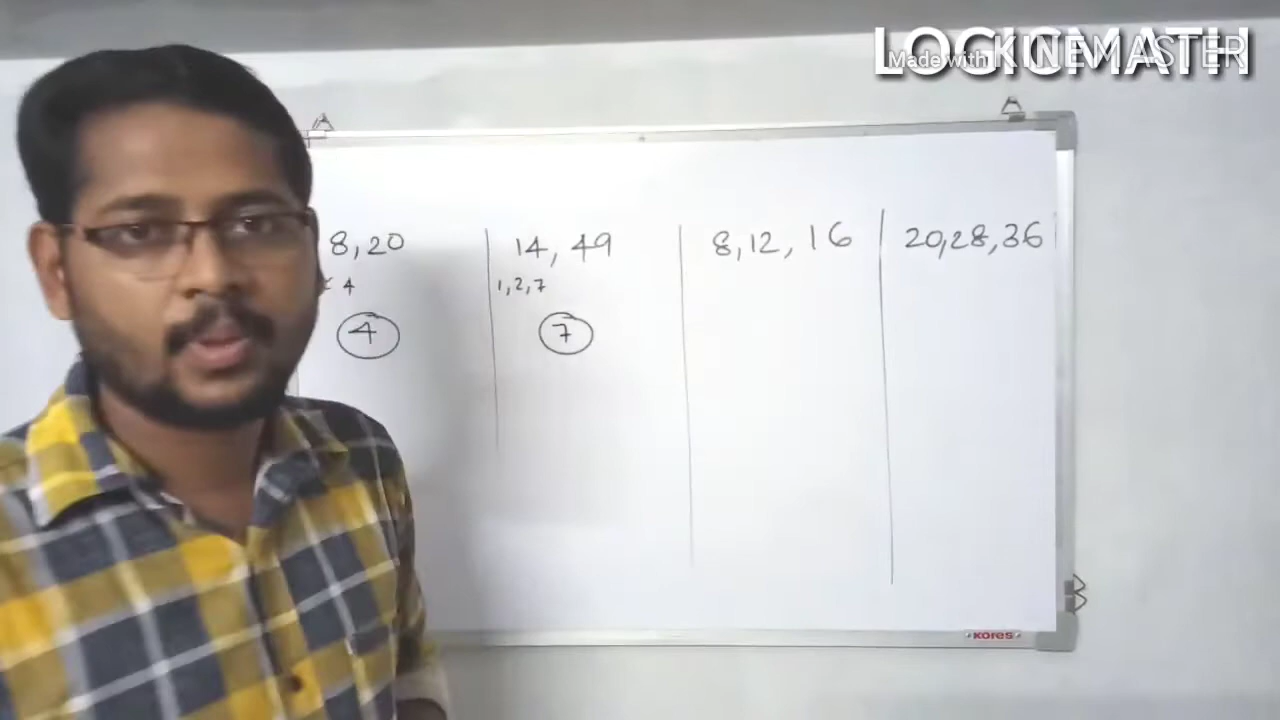 LOGICMATH
Made with KINEMASTER
8,20
14, 49
8,12, 16
20,28,36
4
1,2,7
4
7
KORES